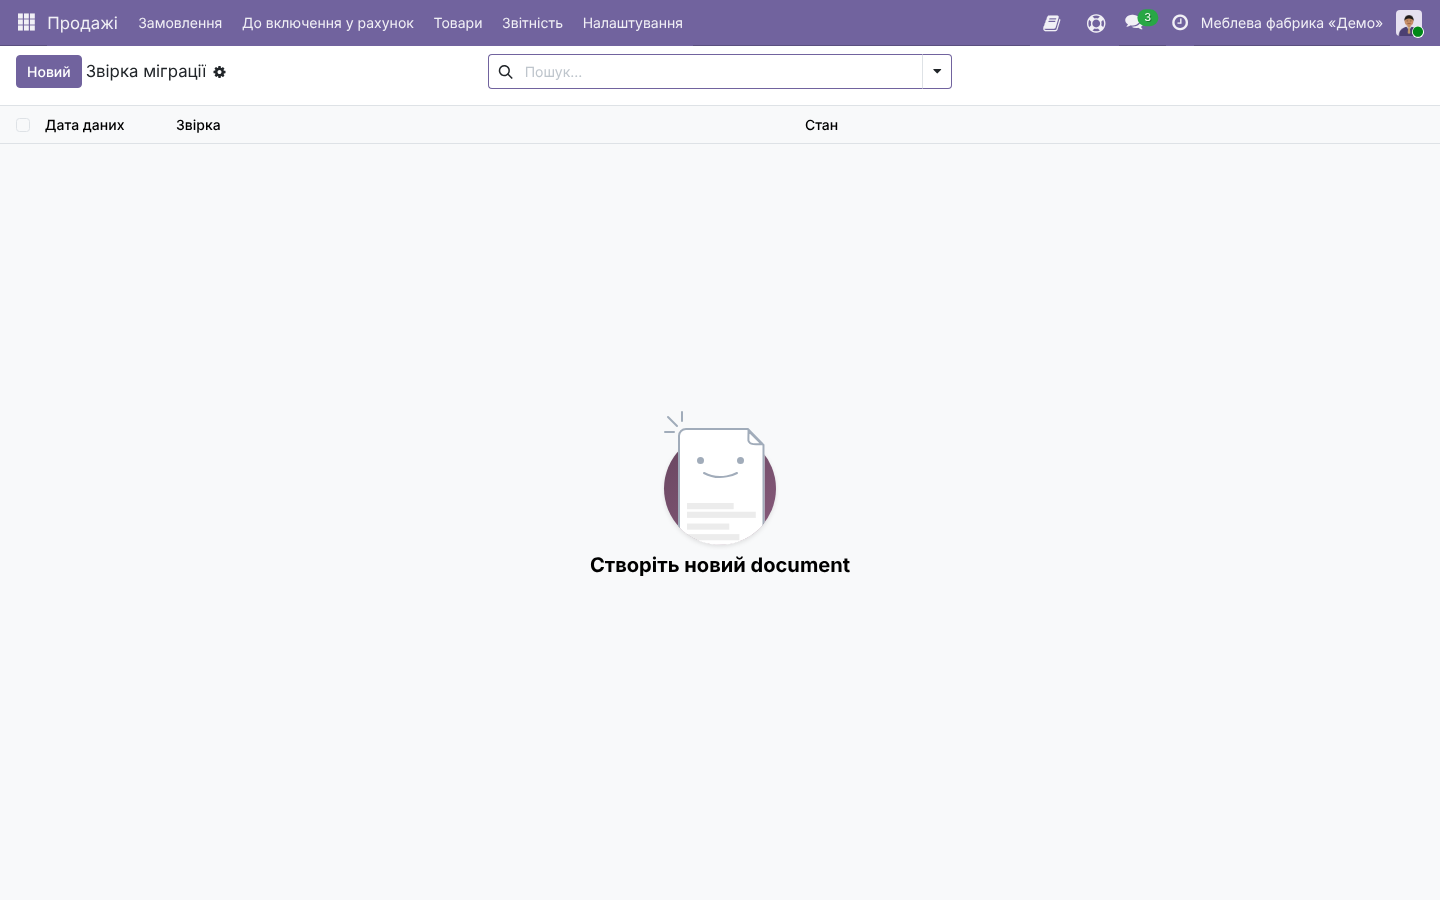 Продажі Замовлення До включення у рахунок Товари Звітність Налаштування 3 Меблева фабрика «Демо»
Новий Звірка міграції Пошук...
Дата даних Звірка Стан
Створіть новий document